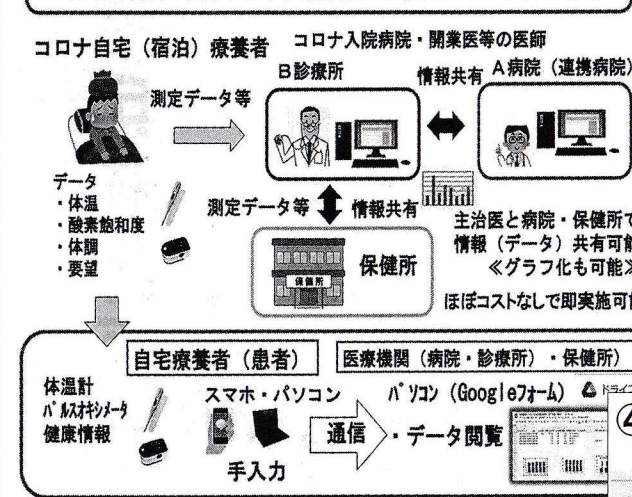 コロナ自宅（宿泊）療養者
コロナ入院病院・開業医等の医師
B診療所
情報共有
A病院（連携病院）
測定データ等
データ
・体温
・酸素飽和度
・体調
・要望
測定データ等
情報共有
保健所
保健所
主治医と病院・保健所で
情報（データ）共有可能
≪グラフ化も可能≫
ほぼコストなしで即実施可能
自宅療養者（患者）
医療機関（病院・診療所）・保健所）
体温計
パルスオキシメータ
健康情報
スマホ・パソコン
手入力
通信
パソコン（Googleフォーム）
ドライブ
・データ閲覧
④